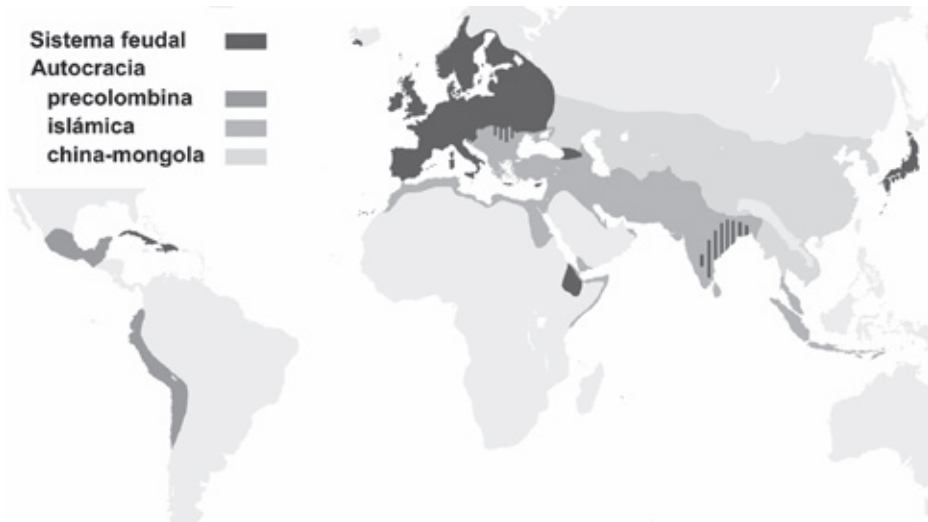 Sistema feudal
Autocracia
precolombina
islámica
china-mongola